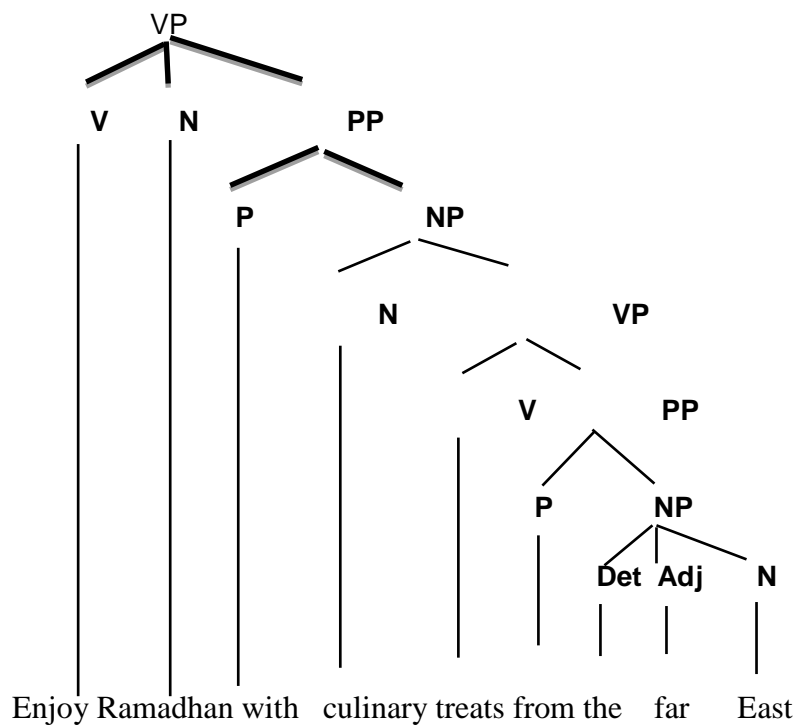 VP
V N PP
P NP
N VP
V PP
P NP
Det Adj N
Enjoy Ramadhan with culinary treats from the far East